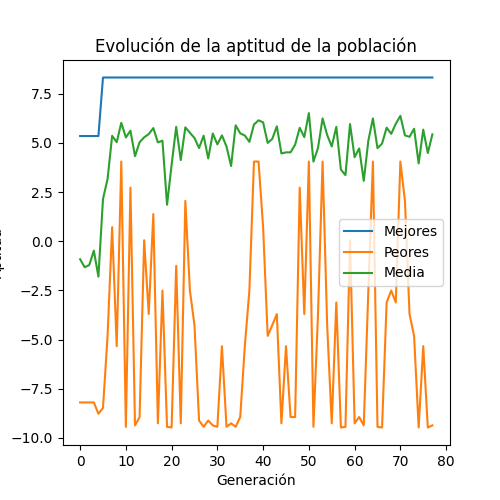 Evolución de la aptitud de la población
7.5
5.0
2.5
0.0
−2.5
−5.0
−7.5
−10.0
Mejores
Peores
Media
0 10 20 30 40 50 60 70 80
Generación